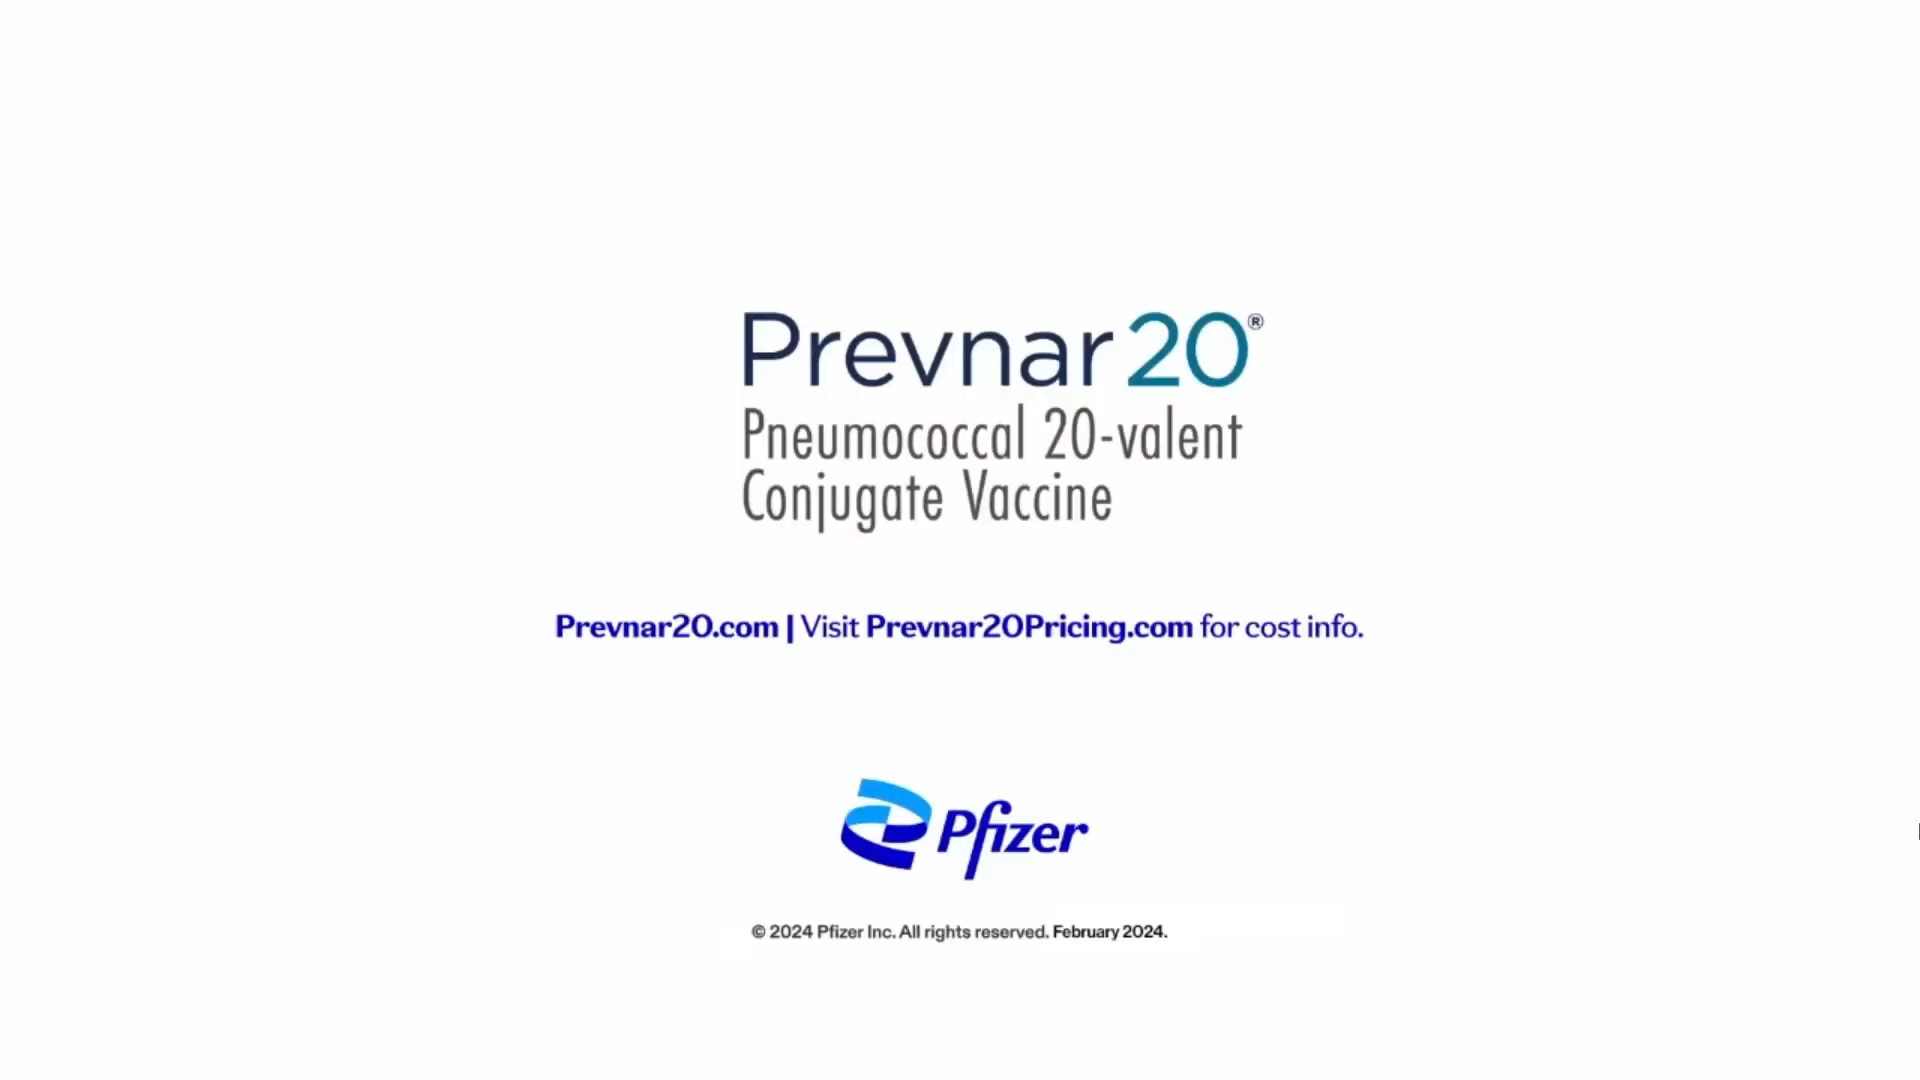 Prevnar 20®
Pneumococcal 20-valent
Conjugate Vaccine
Prevnar20.com | Visit Prevnar20Pricing.com for cost info.
Pfizer
© 2024 Pfizer Inc. All rights reserved. February 2024.